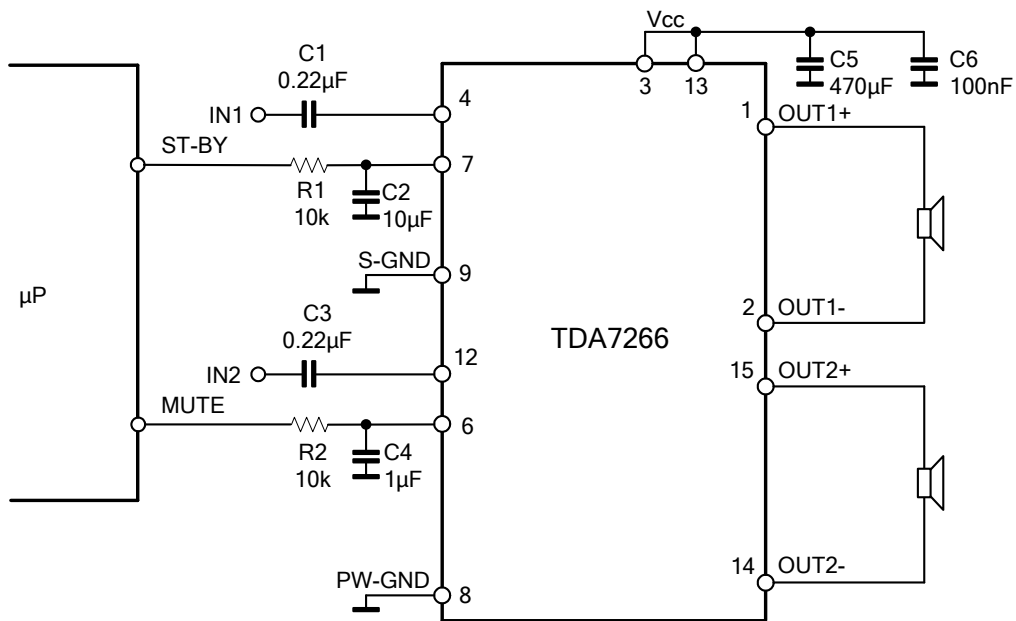 Vcc
C1
0.22µF
C5
470µF
C6
100nF
3
13
4
IN1
1
OUT1+
ST-BY
7
R1
10k
C2
10µF
S-GND
9
µP
C3
0.22µF
2
OUT1-
TDA7266
12
15
OUT2+
IN2
MUTE
6
R2
10k
C4
1µF
14
OUT2-
PW-GND
8